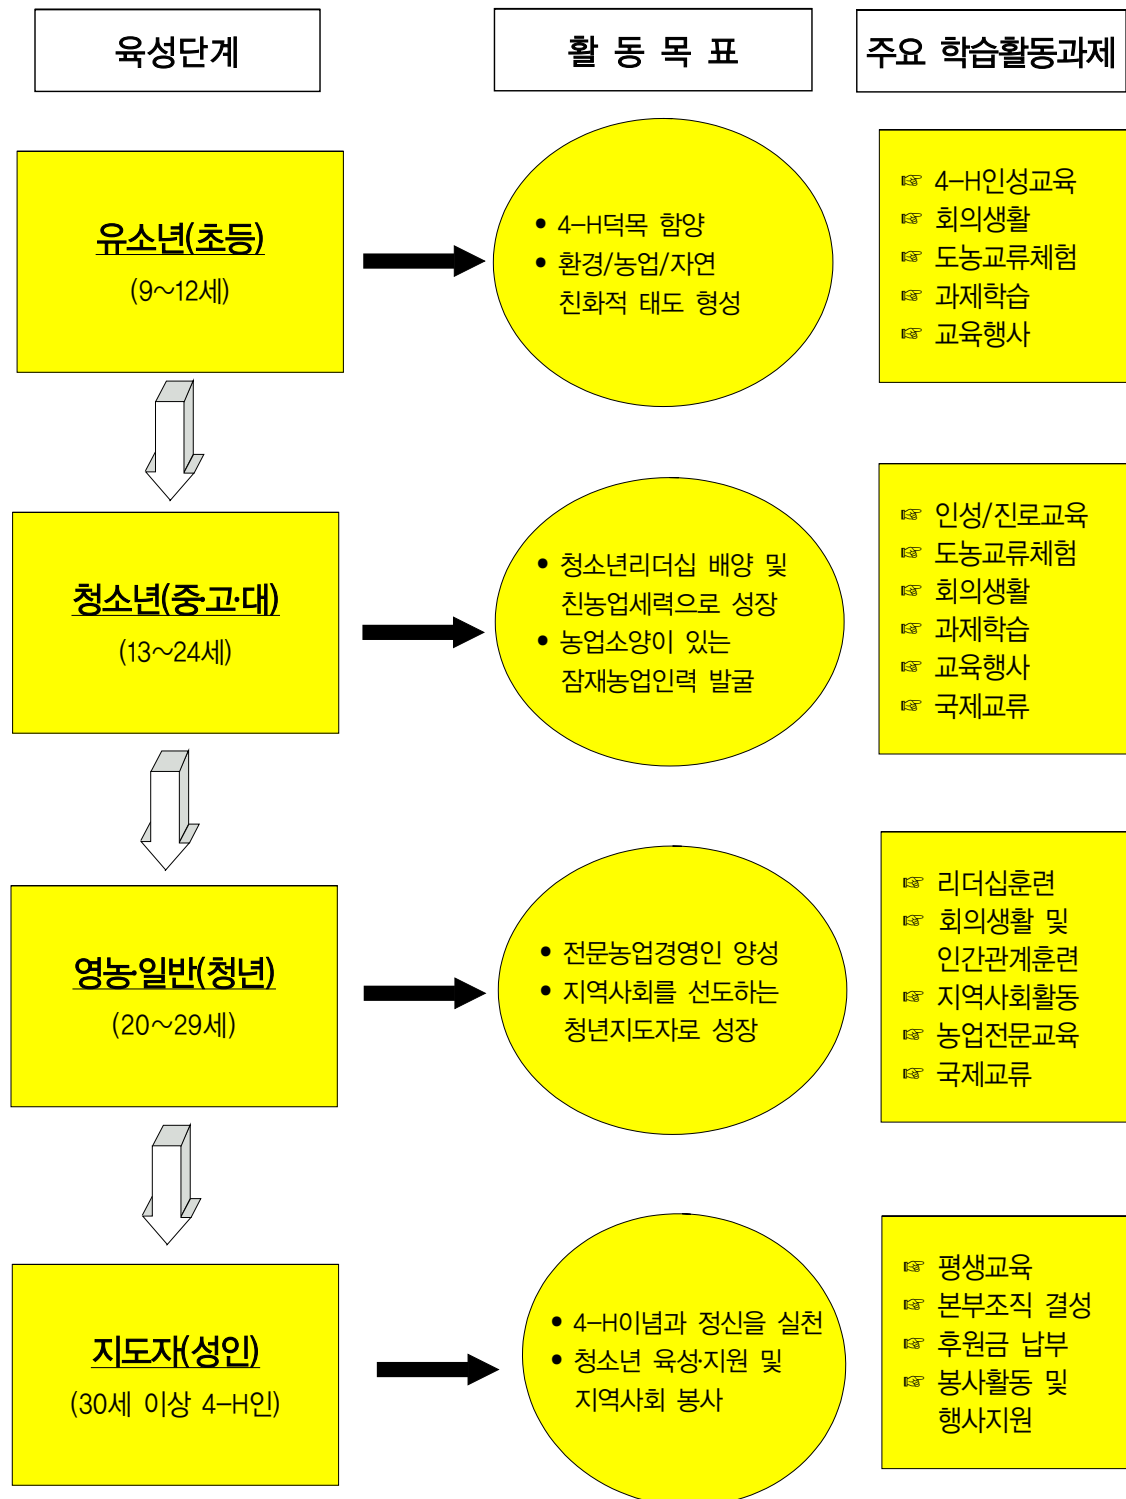 육성단계
활 동 목 표
주요 학습활동과제
유소년(초등)
(9～12세)
• 4-H덕목 함양
• 환경/농업/자연
친화적 태도 형성
☞ 4-H인성교육
☞ 회의생활
☞ 도농교류체험
☞ 과제학습
☞ 교육행사
청소년(중·고·대)
(13～24세)
• 청소년리더십 배양 및
친농업세력으로 성장
• 농업소양이 있는
잠재농업인력 발굴
☞ 인성/진로교육
☞ 도농교류체험
☞ 회의생활
☞ 과제학습
☞ 교육행사
☞ 국제교류
영농·일반(청년)
(20～29세)
• 전문농업경영인 양성
• 지역사회를 선도하는
청년지도자로 성장
☞ 리더십훈련
☞ 회의생활 및
인간관계훈련
☞ 지역사회활동
☞ 농업전문교육
☞ 국제교류
지도자(성인)
(30세 이상 4-H인)
• 4-H이념과 정신을 실천
• 청소년 육성·지원 및
지역사회 봉사
☞ 평생교육
☞ 본부조직 결성
☞ 후원금 납부
☞ 봉사활동 및
행사지원